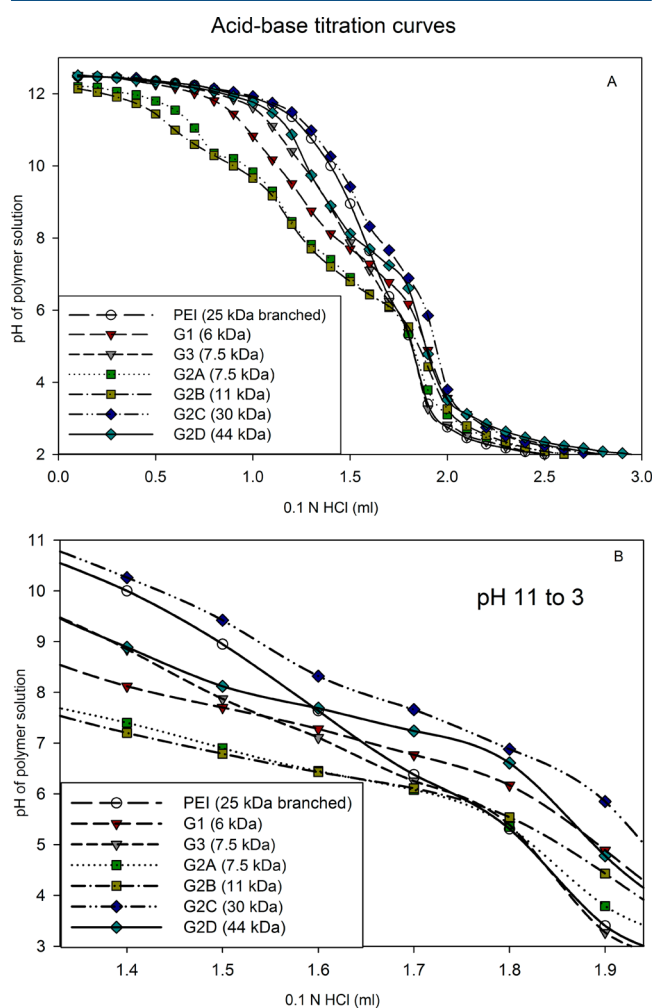 Acid-base titration curves
A
pH of polymer solution
12
10
8
6
4
2
PEI (25 kDa branched)
G1 (6 kDa)
G3 (7.5 kDa)
G2A (7.5 kDa)
G2B (11 kDa)
G2C (30 kDa)
G2D (44 kDa)
0.0 0.5 1.0 1.5 2.0 2.5 3.0
0.1 N HCl (ml)
B
pH 11 to 3
pH of polymer solution
11
10
9
8
7
6
5
4
3
PEI (25 kDa branched)
G1 (6 kDa)
G3 (7.5 kDa)
G2A (7.5 kDa)
G2B (11 kDa)
G2C (30 kDa)
G2D (44 kDa)
1.4 1.5 1.6 1.7 1.8 1.9
0.1 N HCl (ml)